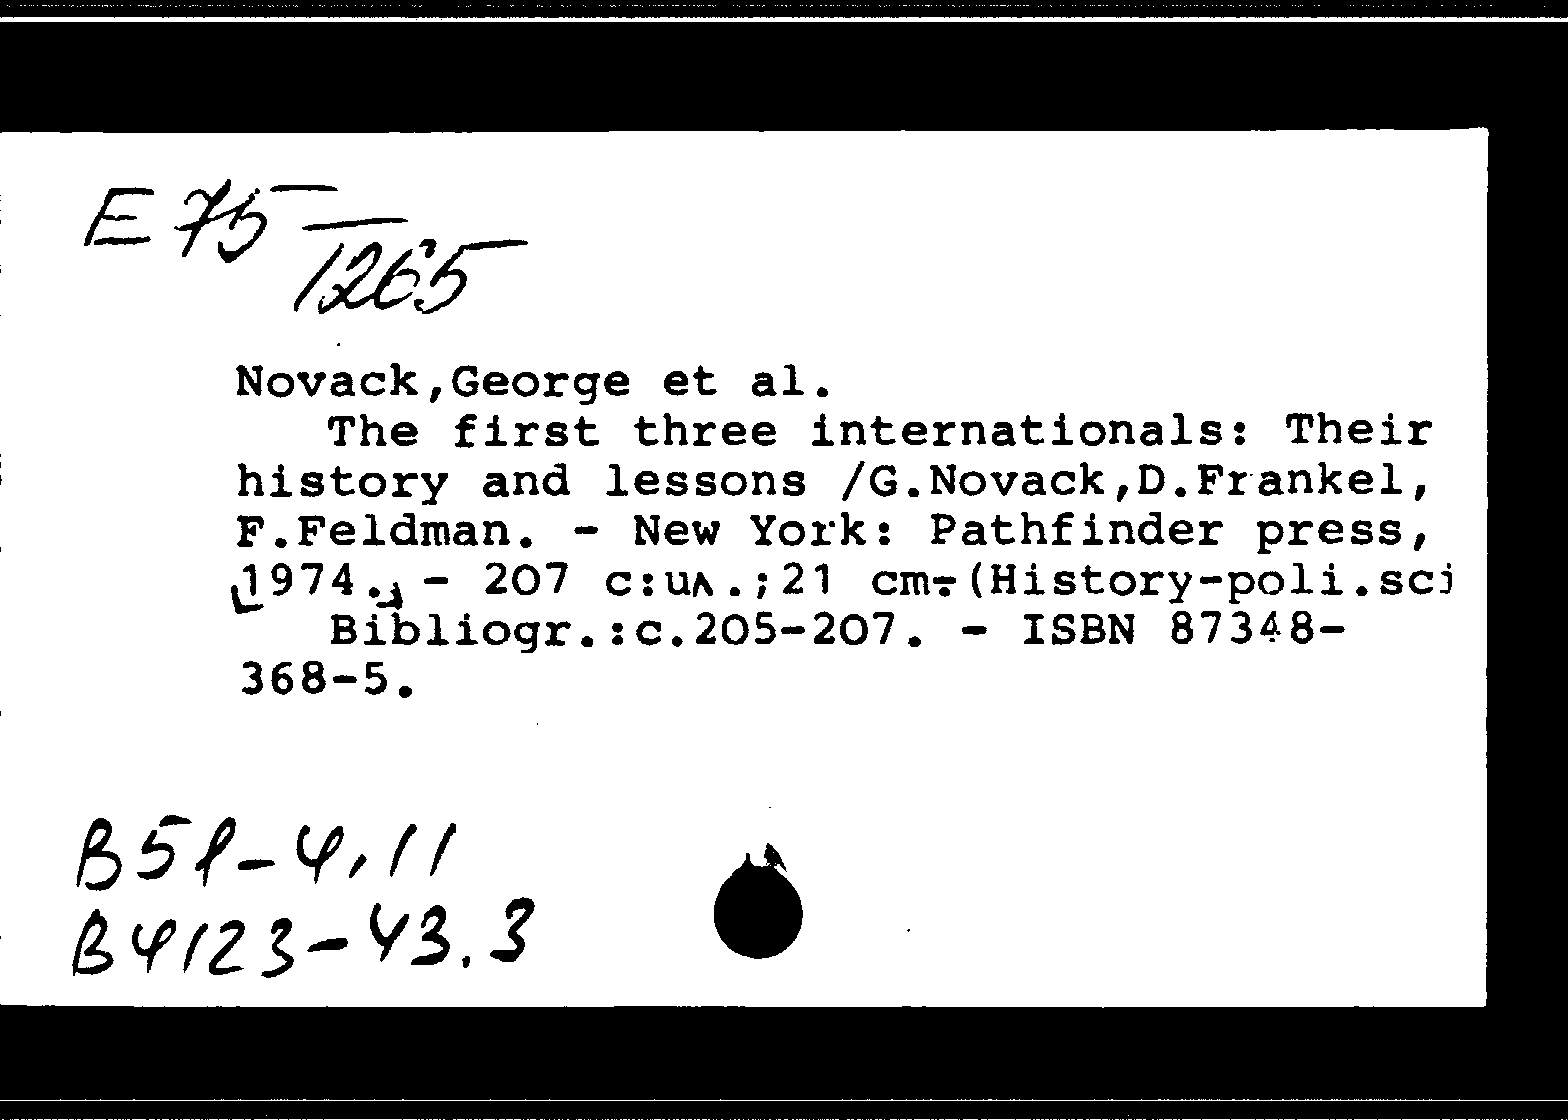 E 75
1265
Novack,George et al.
The first three internationals: Their
history and lessons /G.Novack,D.Frankel,
F.Feldman. - New York: Pathfinder press,
1974. - 207 c:ил.;21 cm-(History-poli.sci
Bibliogr.:c.205-207. - ISBN 87348-
368-5.
B51-4,11
B4123-43.3